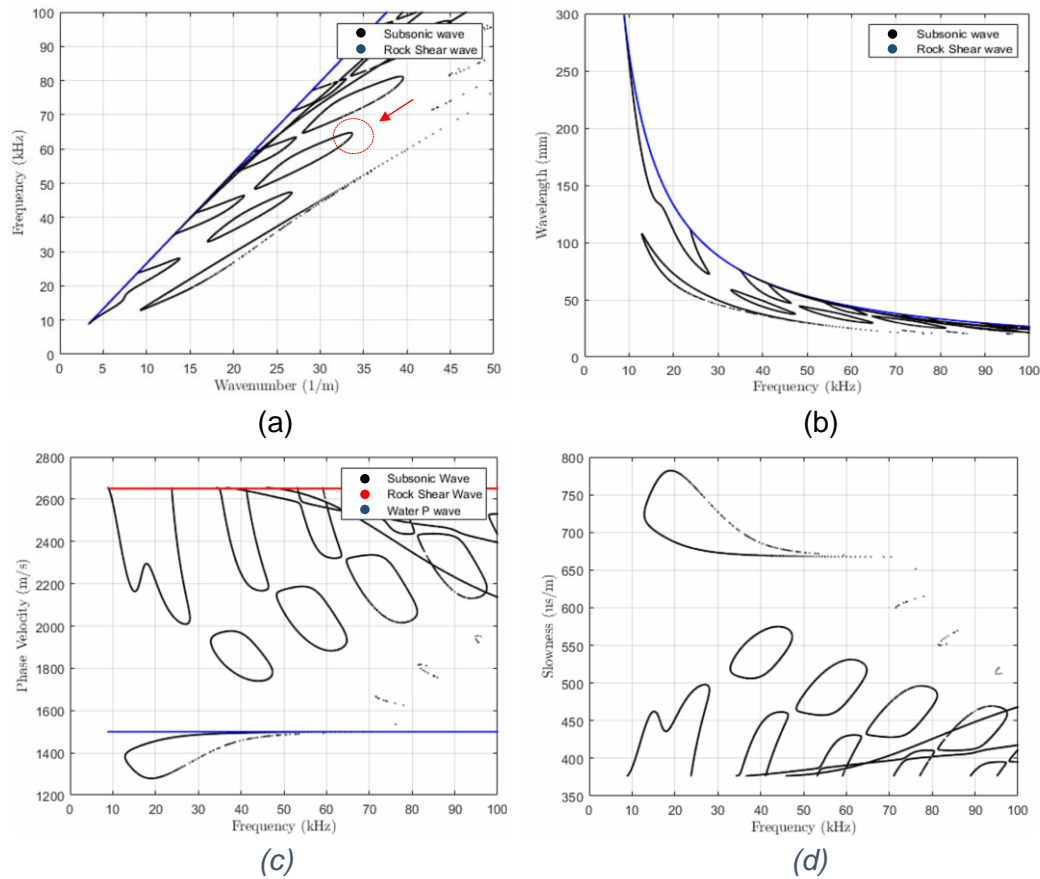 100
90
80
70
60
50
40
30
20
10
0
Frequency (kHz)
Subsonic wave
Rock Shear wave
0 5 10 15 20 25 30 35 40 45 50
Wavenumber (1/m)
(a)
300
250
200
150
100
50
0
Wavelength (mm)
Subsonic wave
Rock Shear wave
0 10 20 30 40 50 60 70 80 90 100
Frequency (kHz)
(b)
2800
2600
2400
2200
2000
1800
1600
1400
1200
Phase Velocity (m/s)
Subsonic Wave
Rock Shear Wave
Water P wave
0 10 20 30 40 50 60 70 80 90 100
Frequency (kHz)
(c)
800
750
700
650
600
550
500
450
400
350
Slowness (us/m)
0 10 20 30 40 50 60 70 80 90 100
Frequency (kHz)
(d)